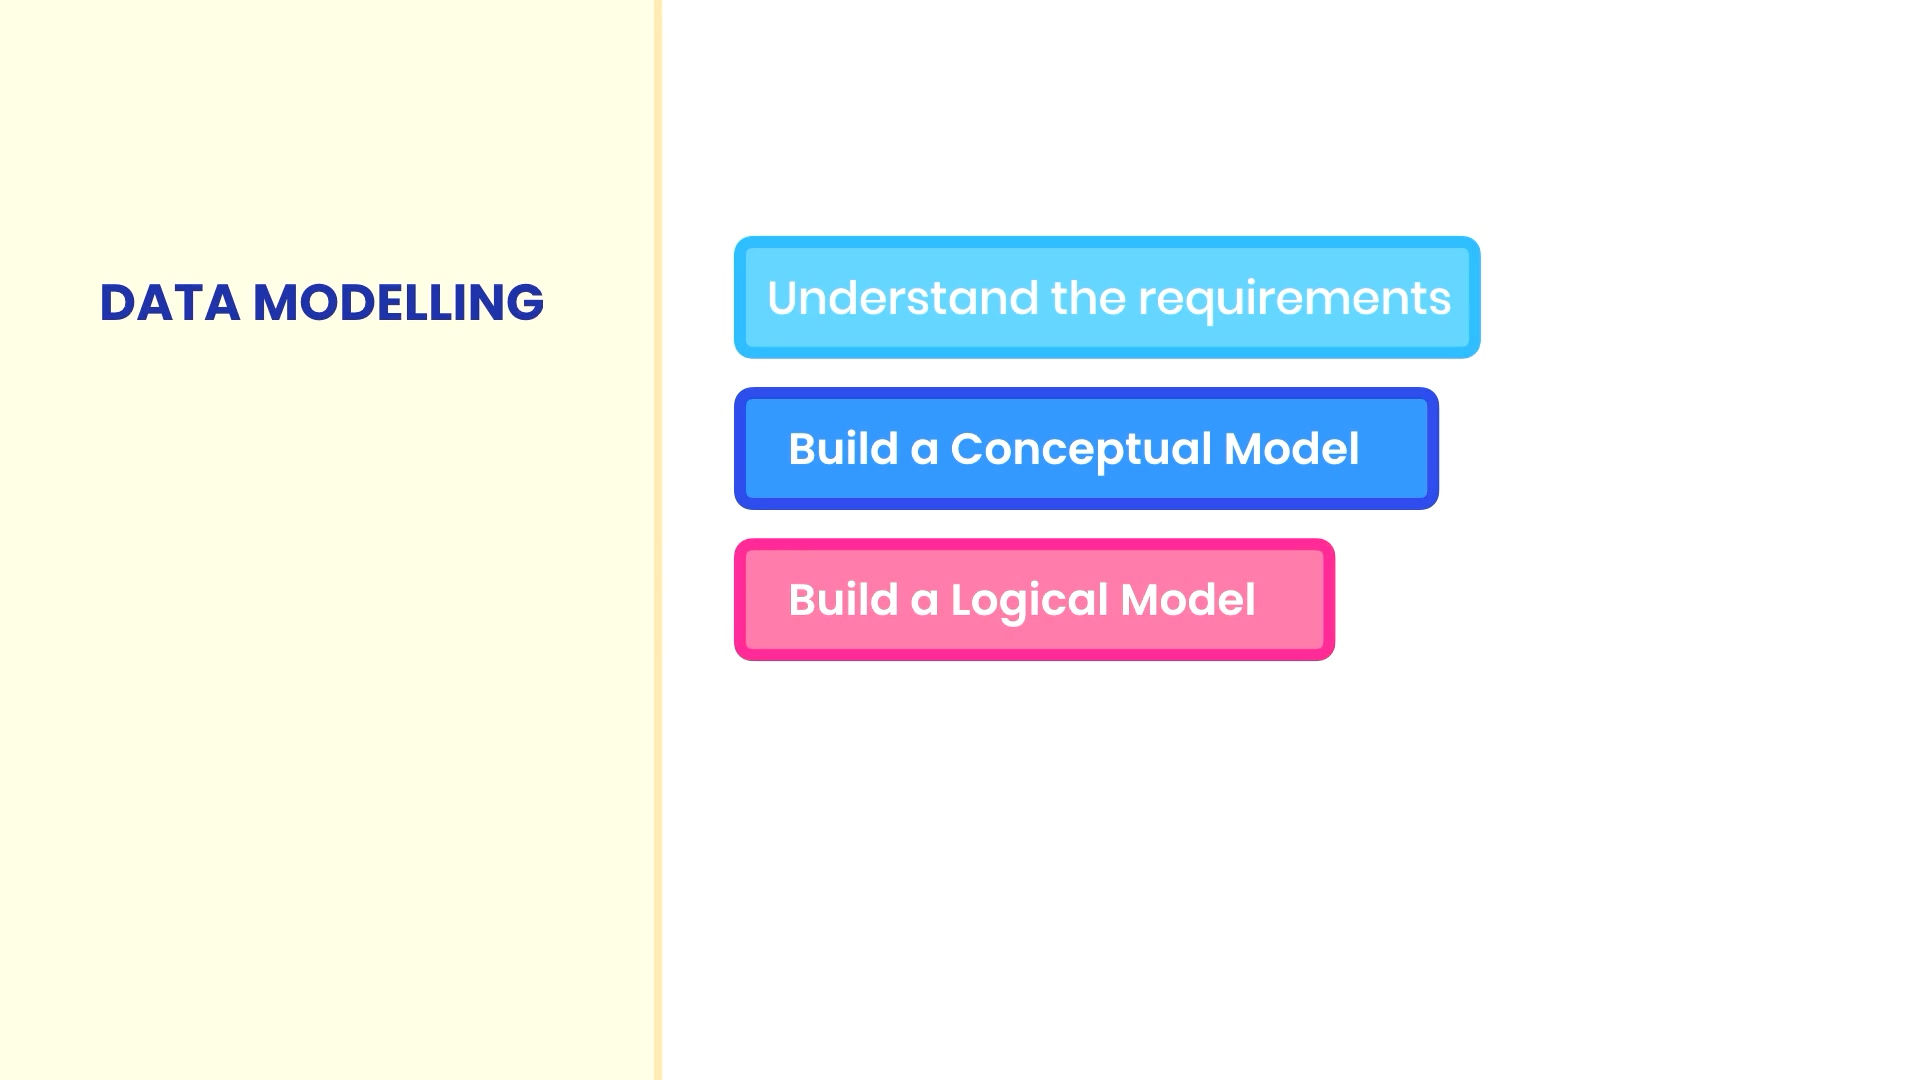 DATA MODELLING
Understand the requirements
Build a Conceptual Model
Build a Logical Model